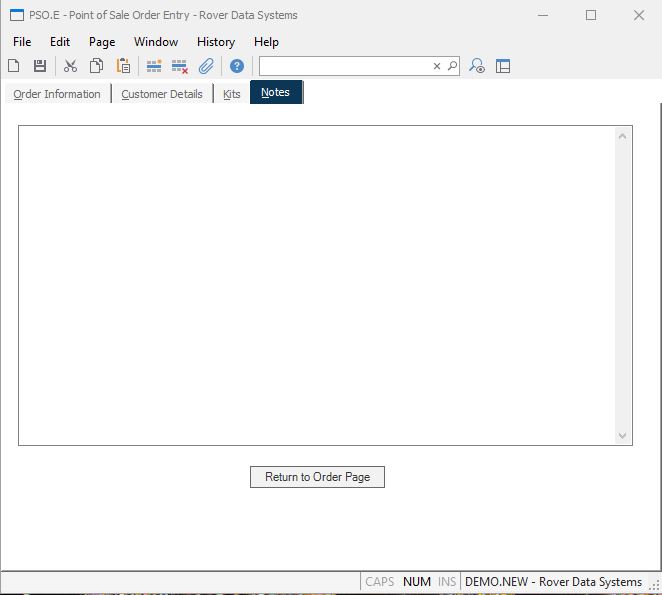 PSO.E - Point of Sale Order Entry - Rover Data Systems
File Edit Page Window History Help
Order Information Customer Details Kits Notes
Return to Order Page
CAPS NUM INS DEMO.NEW - Rover Data Systems